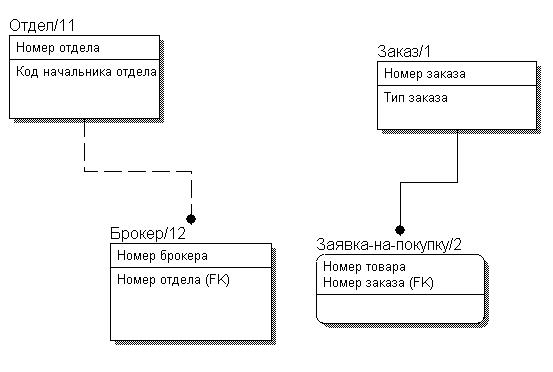 Отдел/11
Номер отдела
Код начальника отдела
Заказ/1
Номер заказа
Тип заказа
Брокер/12
Номер брокера
Номер отдела (FK)
Заявка-на-покупку/2
Номер товара
Номер заказа (FK)